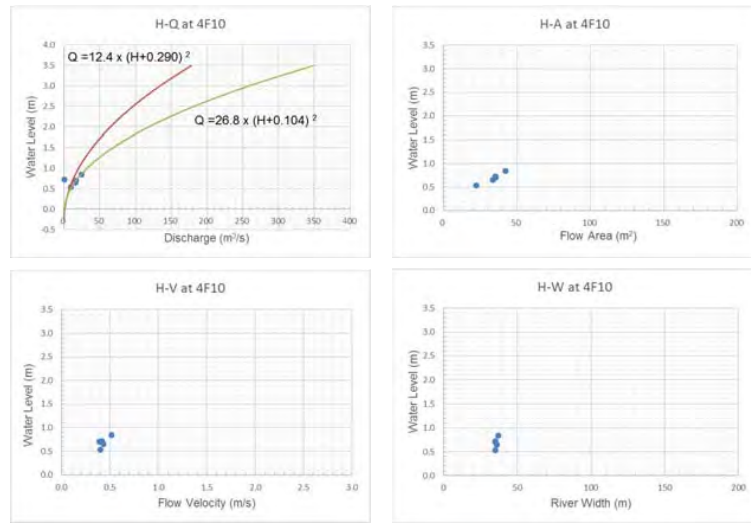 H-Q at 4F10
Q =12.4 x (H+0.290) ²
Q =26.8 x (H+0.104) ²
Water Level (m)
4.0
3.5
3.0
2.5
2.0
1.5
1.0
0.5
0.0
-0.5
0 50 100 150 200 250 300 350 400
Discharge (m³/s)
H-A at 4F10
Water Level (m)
3.5
3.0
2.5
2.0
1.5
1.0
0.5
0.0
0 50 100 150 200
Flow Area (m²)
H-V at 4F10
Water Level (m)
3.5
3.0
2.5
2.0
1.5
1.0
0.5
0.0
0.0 0.5 1.0 1.5 2.0 2.5 3.0
Flow Velocity (m/s)
H-W at 4F10
Water Level (m)
3.5
3.0
2.5
2.0
1.5
1.0
0.5
0.0
0 50 100 150 200
River Width (m)